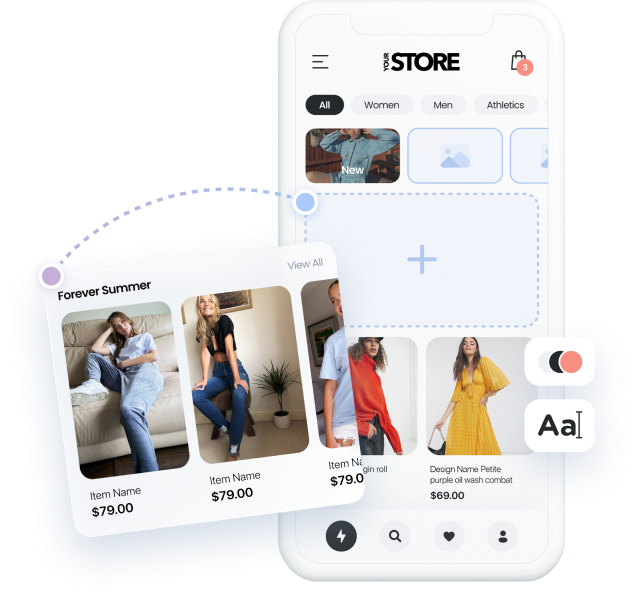 YOUR STORE
3
All
Women
Men
Athletics
New
Forever Summer
View All
Item Name
$79.00
Item Name
$79.00
Item Na
$79.0
gin roll
Design Name Petite
purple oil wash combat
$69.00
Aa